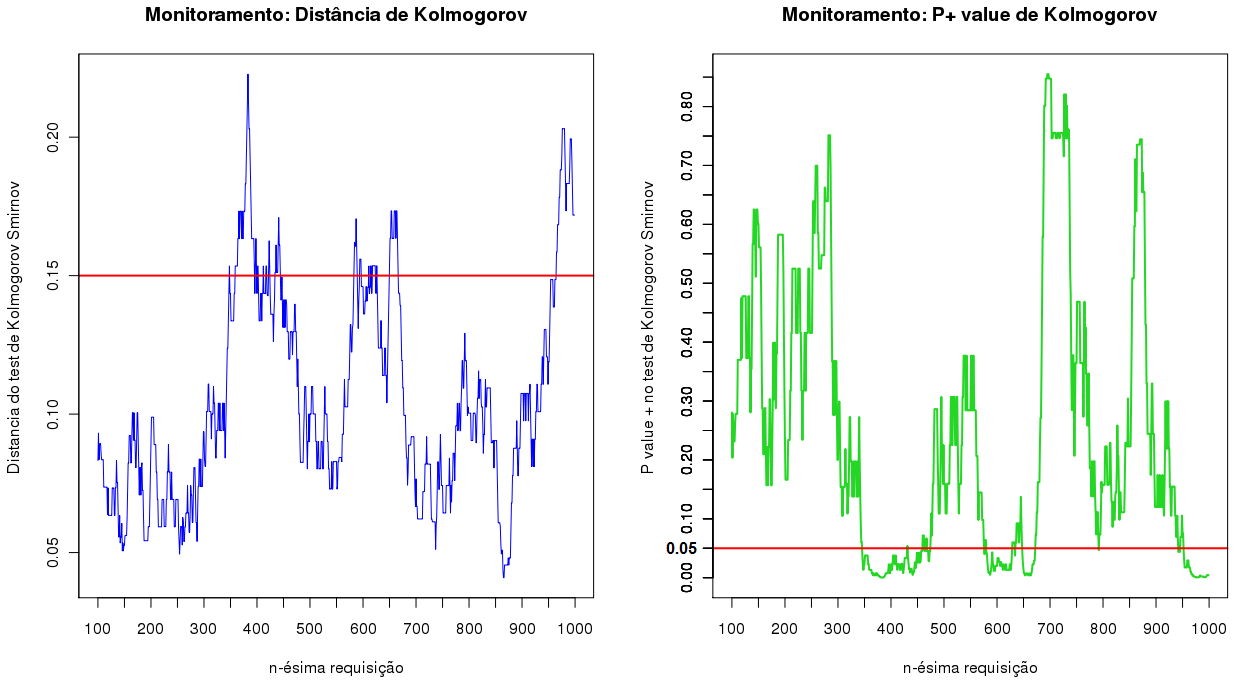 Monitoramento: Distância de Kolmogorov
Distancia do test de Kolmogorov Smirnov
0.20
0.15
0.10
0.05
100 200 300 400 500 600 700 800 900 1000
n-ésima requisição
Monitoramento: P+ value de Kolmogorov
P value + no test de Kolmogorov Smirnov
0.80
0.70
0.60
0.50
0.40
0.30
0.20
0.10
0.05
0.00
100 200 300 400 500 600 700 800 900 1000
n-ésima requisição